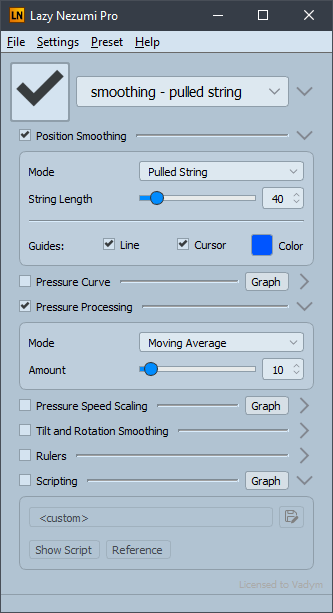 LN Lazy Nezumi Pro
File Settings Preset Help
smoothing - pulled string
Position Smoothing
Mode Pulled String
String Length 40
Guides: Line Cursor Color
Pressure Curve Graph
Pressure Processing
Mode Moving Average
Amount 10
Pressure Speed Scaling Graph
Tilt and Rotation Smoothing
Rulers
Scripting Graph
<custom>
Show Script Reference
Licensed to Vadym